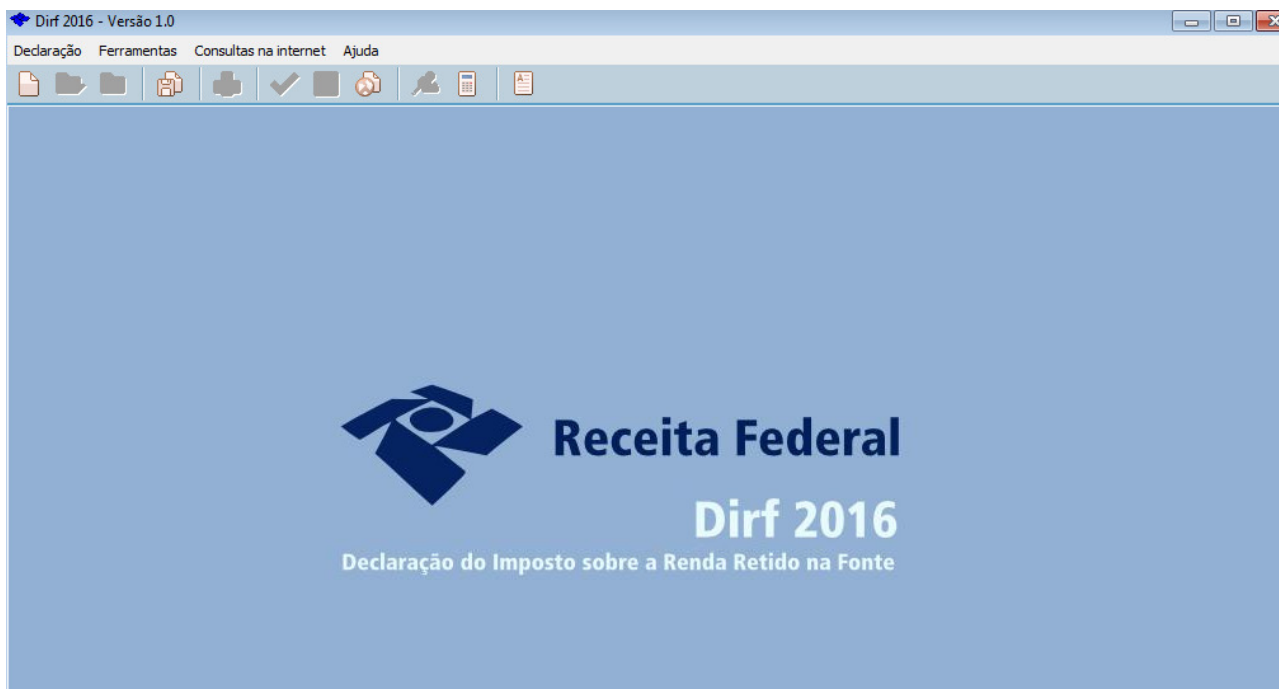 Dirf 2016 - Versão 1.0
Declaração Ferramentas Consultas na internet Ajuda
Receita Federal
Dirf 2016
Declaração do Imposto sobre a Renda Retido na Fonte